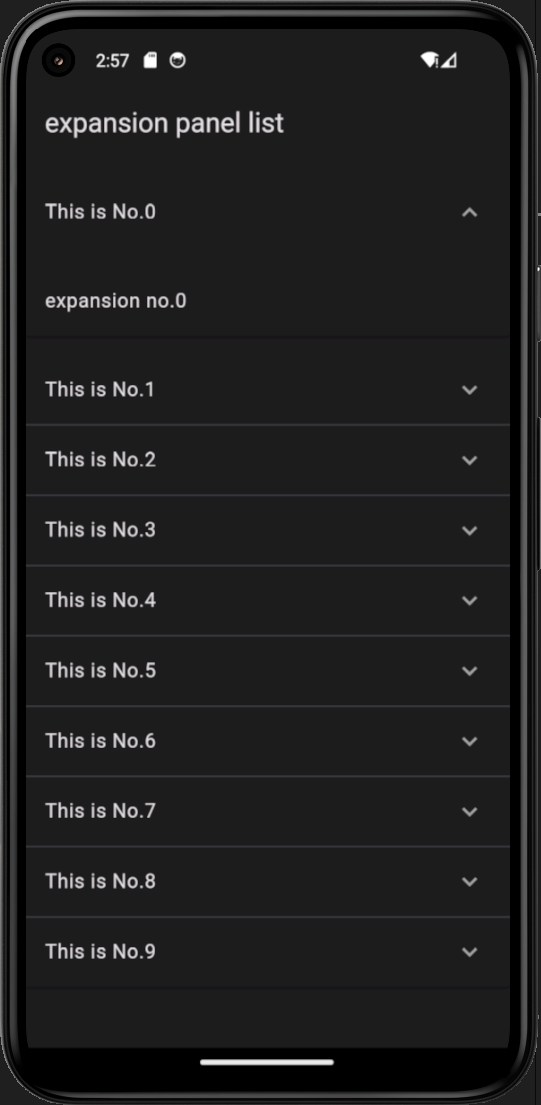 2:57
expansion panel list
This is No.0
expansion no.0
This is No.1
This is No.2
This is No.3
This is No.4
This is No.5
This is No.6
This is No.7
This is No.8
This is No.9